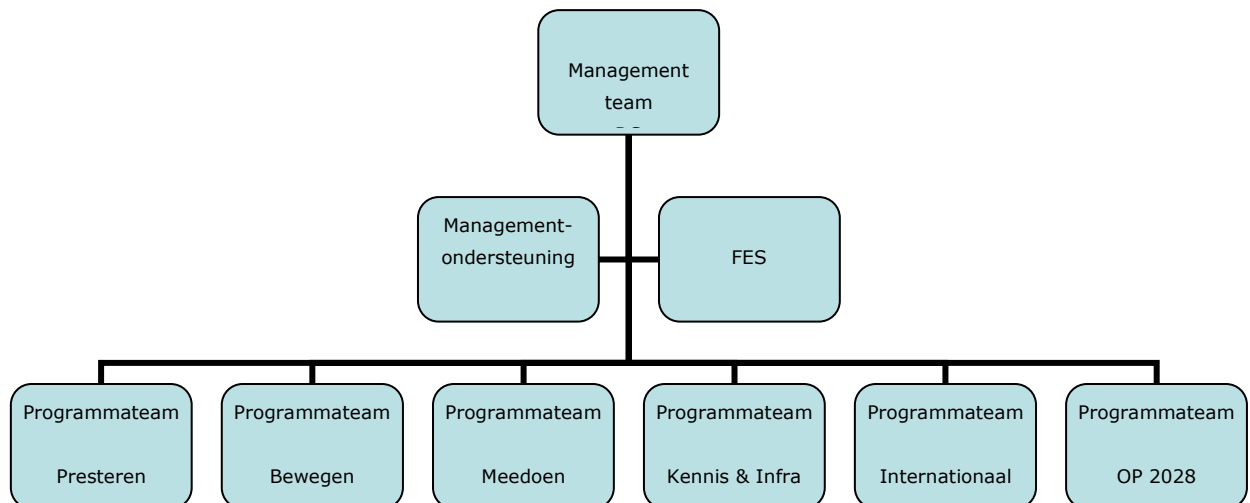 Management
team
Management-
ondersteuning
FES
Programmateam
Presteren
Programmateam
Bewegen
Programmateam
Meedoen
Programmateam
Kennis & Infra
Programmateam
Internationaal
Programmateam
OP 2028